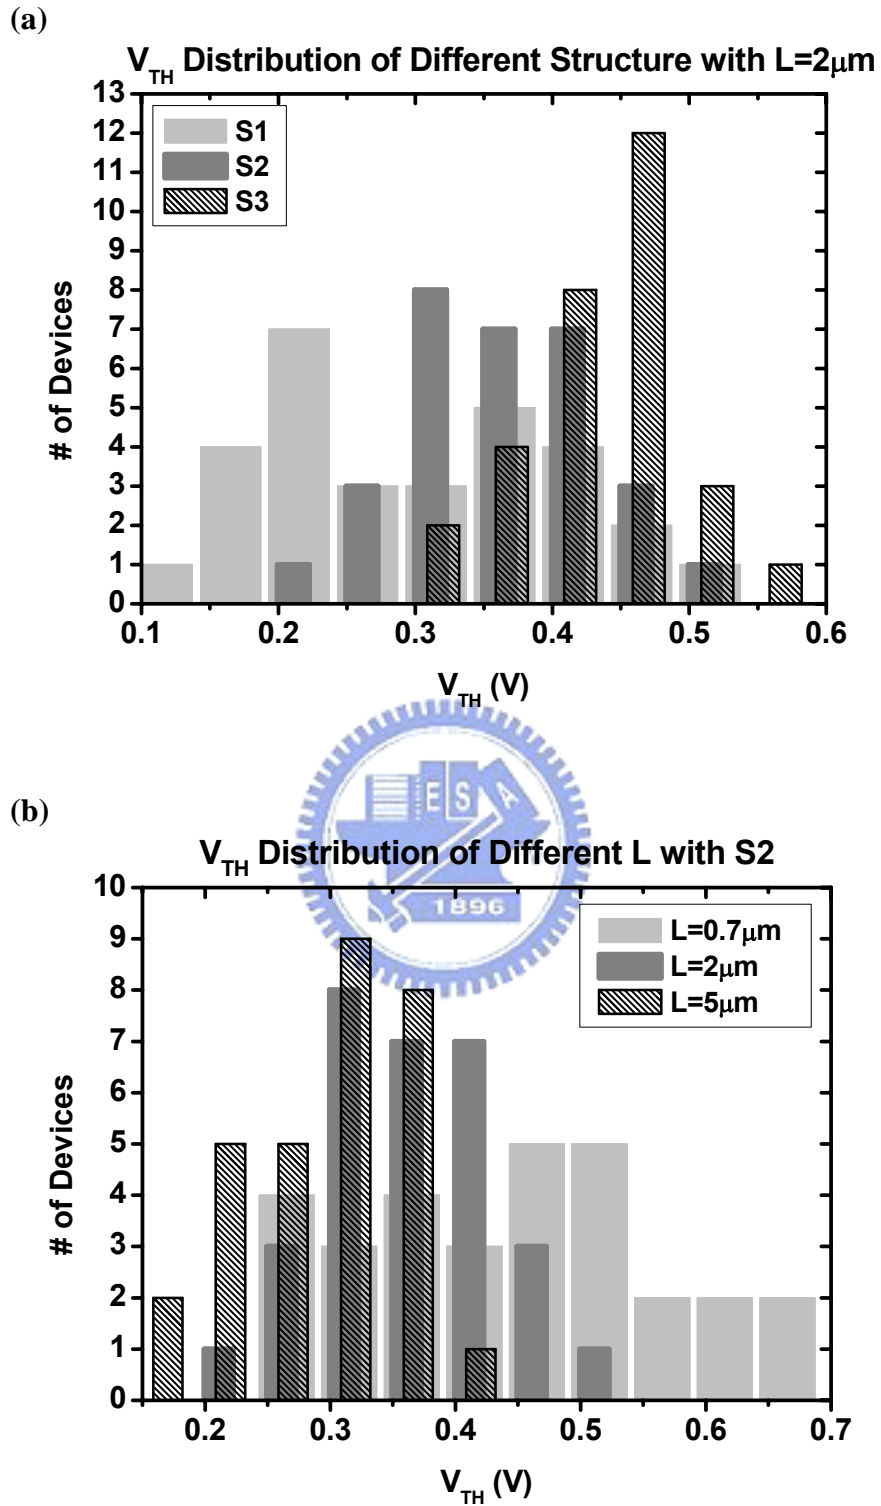 (a)
V_TH Distribution of Different Structure with L=2μm
13
12
11
10
9
8
7
6
5
4
3
2
1
0
S1
S2
S3
# of Devices
0.1 0.2 0.3 0.4 0.5 0.6
V_TH (V)
E S A
1896
(b)
V_TH Distribution of Different L with S2
10
9
8
7
6
5
4
3
2
1
0
L=0.7μm
L=2μm
L=5μm
# of Devices
0.2 0.3 0.4 0.5 0.6 0.7
V_TH (V)